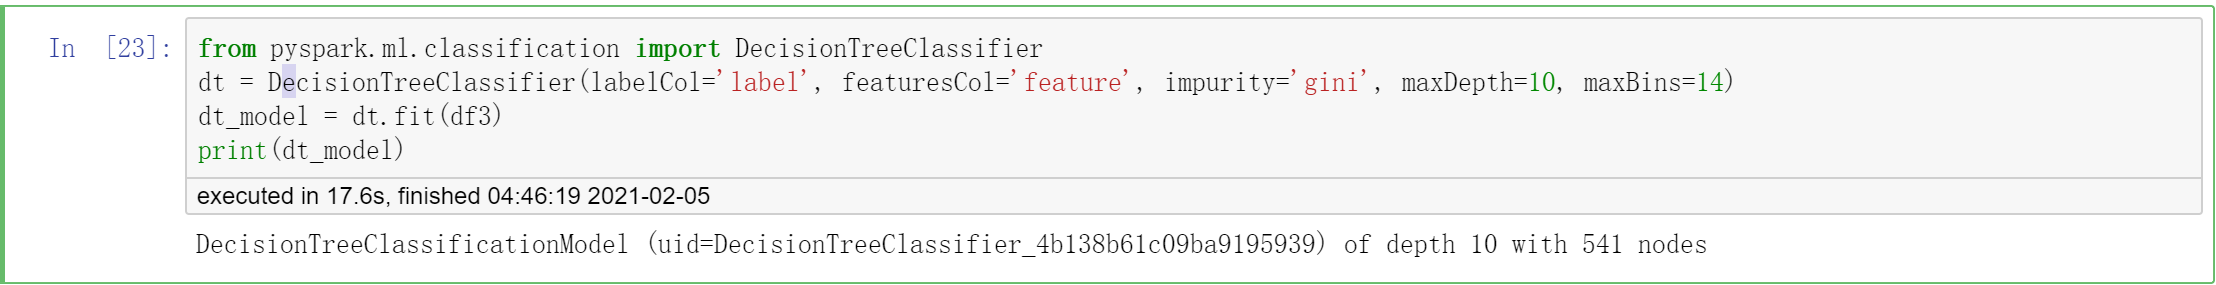 In [23]:
from pyspark.ml.classification import DecisionTreeClassifier
dt = DecisionTreeClassifier(labelCol='label', featuresCol='feature', impurity='gini', maxDepth=10, maxBins=14)
dt_model = dt.fit(df3)
print(dt_model)
executed in 17.6s, finished 04:46:19 2021-02-05
DecisionTreeClassificationModel (uid=DecisionTreeClassifier_4b138b61c09ba9195939) of depth 10 with 541 nodes